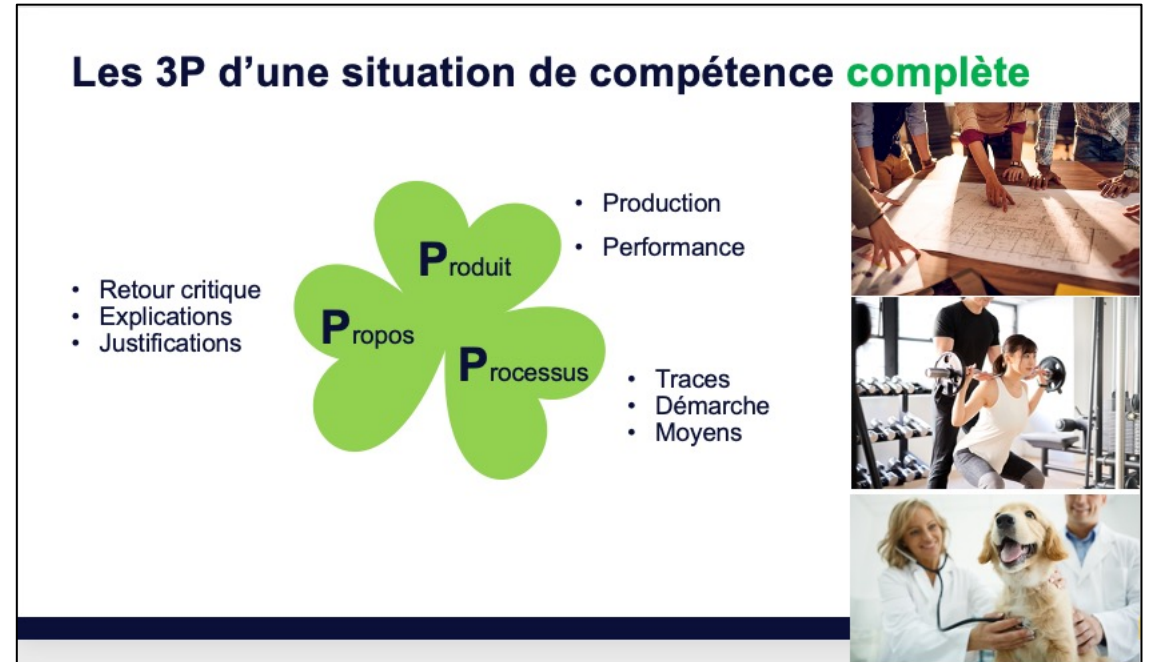 Les 3P d’une situation de compétence complète
Produit
• Production
• Performance
Propos
• Retour critique
• Explications
• Justifications
Processus
• Traces
• Démarche
• Moyens